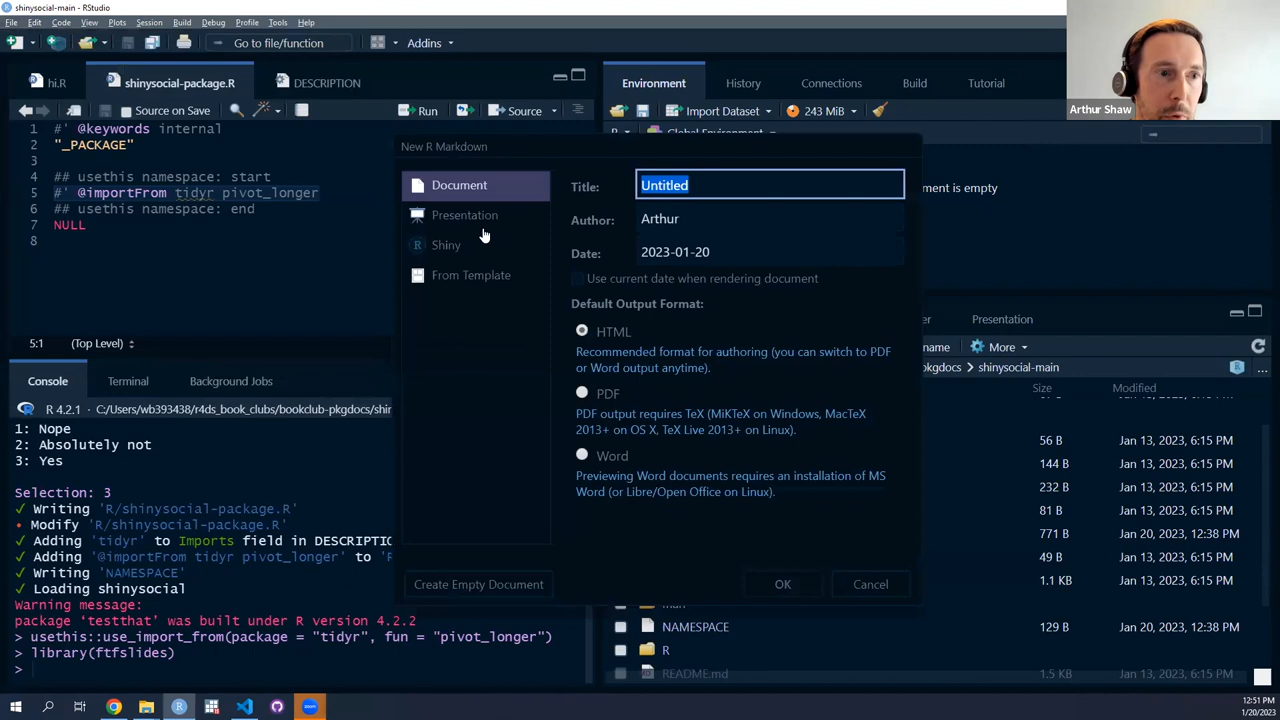 shinysocial-main - RStudio
File Edit Code View Plots Session Build Debug Profile Tools Help
Go to file/function
Addins
hi.R
shinysocial-package.R
DESCRIPTION
Source on Save
Run
Source
1 #' @keywords internal
2 "_PACKAGE"
3
4 ## usethis namespace: start
5 #' @importFrom tidyr pivot_longer
6 ## usethis namespace: end
7 NULL
8
5:1 (Top Level)
Environment History Connections Build Tutorial
Import Dataset 243 MiB
R Global Environment
ment is empty
Arthur Shaw
New R Markdown
Document
Presentation
Shiny
From Template
Title: Untitled
Author: Arthur
Date: 2023-01-20
Use current date when rendering document
Default Output Format:
HTML
Recommended format for authoring (you can switch to PDF
or Word output anytime).
PDF
PDF output requires TeX (MiKTeX on Windows, MacTeX
2013+ on OS X, TeX Live 2013+ on Linux).
Word
Previewing Word documents requires an installation of MS
Word (or Libre/Open Office on Linux).
Create Empty Document
OK
Cancel
Console Terminal Background Jobs
R 4.2.1 · C:/Users/wb393438/r4ds_book_clubs/bookclub-pkgdocs/shir
1: Nope
2: Absolutely not
3: Yes
Selection: 3
✓ Writing 'R/shinysocial-package.R'
• Modify 'R/shinysocial-package.R'
✓ Adding 'tidyr' to Imports field in DESCRIP
✓ Adding '@importFrom tidyr pivot_longer' to 'R
✓ Writing 'NAMESPACE'
✓ Loading shinysocial
Warning message:
package 'testthat' was built under R version 4.2.2
> usethis::use_import_from(package = "tidyr", fun = "pivot_longer")
> library(ftfslides)
>
er Presentation
name More
pkgdocs shinysocial-main
Size Modified
56 B Jan 13, 2023, 6:15 PM
144 B Jan 13, 2023, 6:15 PM
232 B Jan 13, 2023, 6:15 PM
81 B Jan 13, 2023, 6:15 PM
771 B Jan 20, 2023, 12:38 PM
49 B Jan 13, 2023, 6:15 PM
1.1 KB Jan 13, 2023, 6:15 PM
man
NAMESPACE 129 B Jan 20, 2023, 12:38 PM
R
README.md 1.5 KB Jan 13, 2023, 6:15 PM
zoom
12:51 PM
1/20/2023